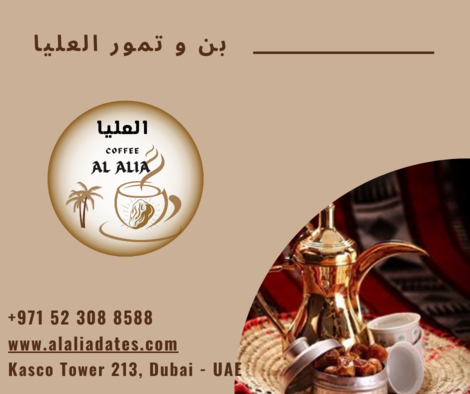 بن و تمور العليا
العليا
COFFEE
AL ALIA
+971 52 308 8588
www.alaliadates.com
Kasco Tower 213, Dubai - UAE